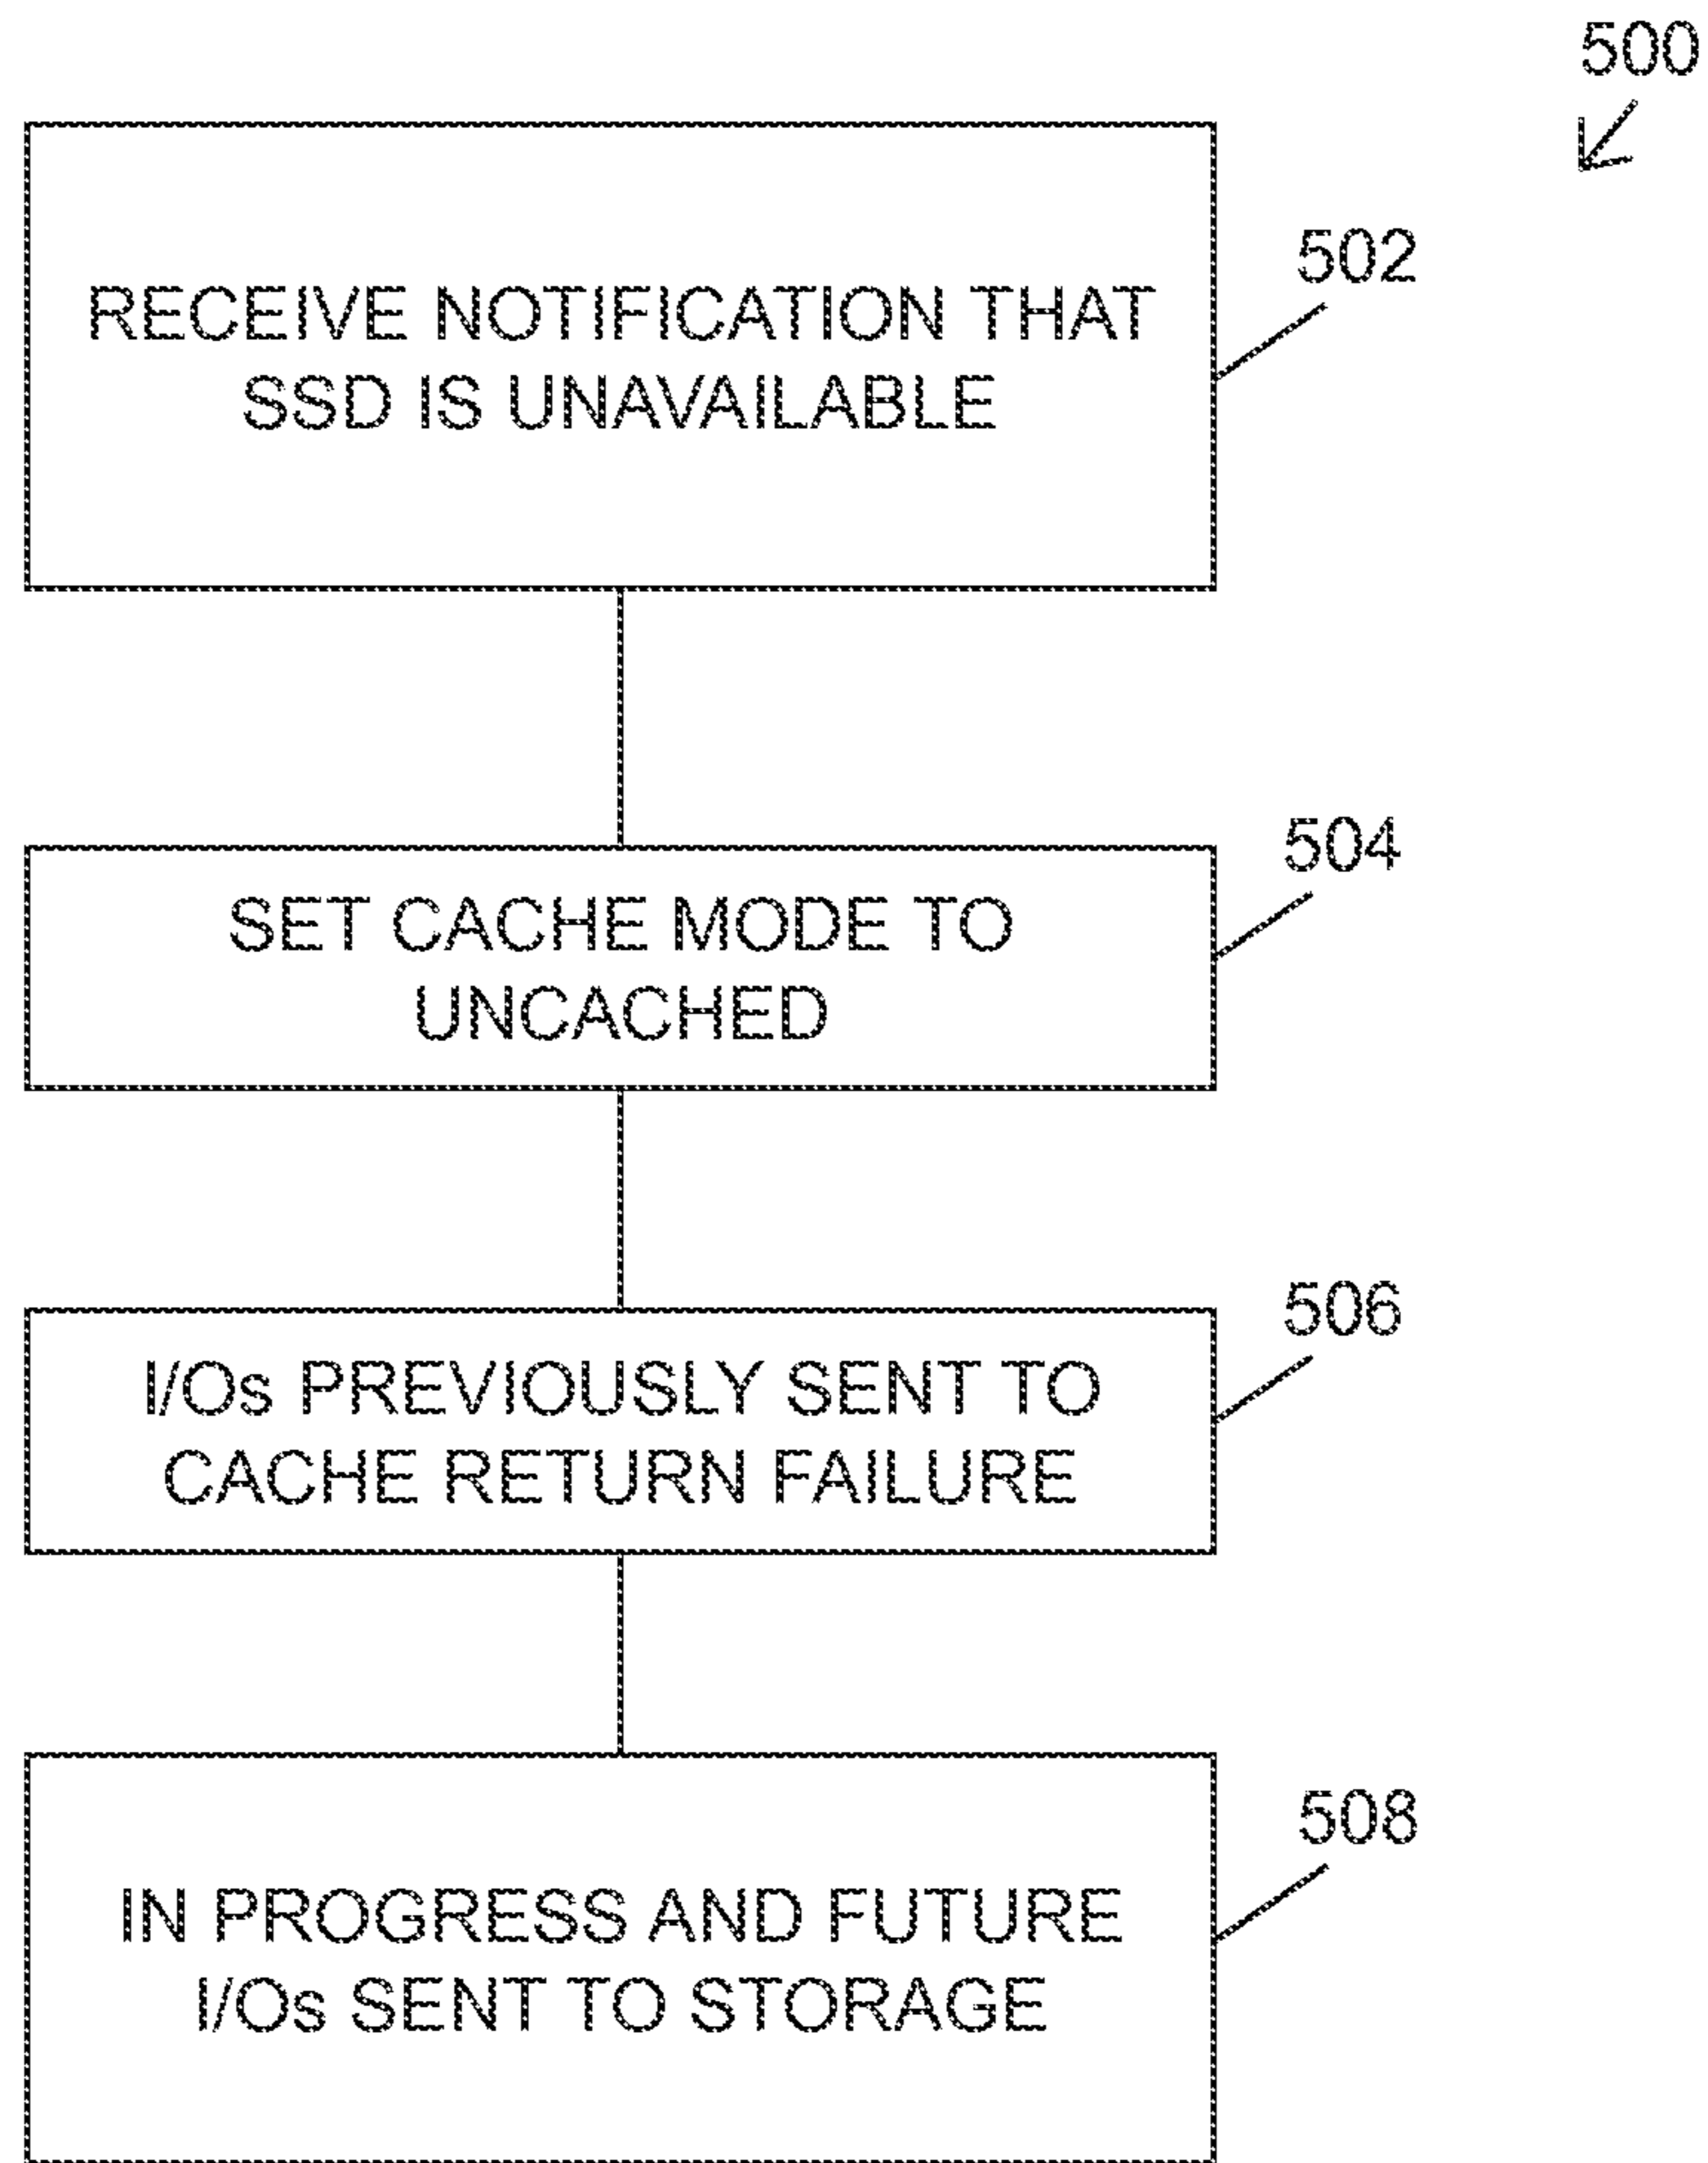 500
502
RECEIVE NOTIFICATION THAT
SSD IS UNAVAILABLE
504
SET CACHE MODE TO
UNCACHED
506
I/Os PREVIOUSLY SENT TO
CACHE RETURN FAILURE
508
IN PROGRESS AND FUTURE
I/Os SENT TO STORAGE